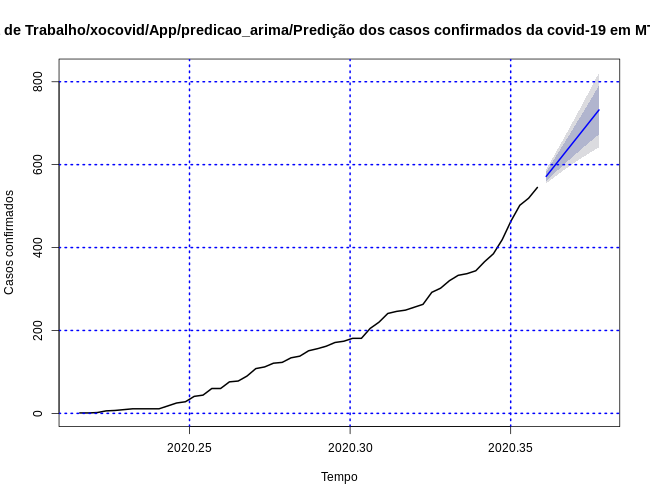 de Trabalho/xocovid/App/predicao_arima/Predição dos casos confirmados da covid-19 em MT
800
600
400
200
0
Casos confirmados
2020.25
2020.30
2020.35
Tempo